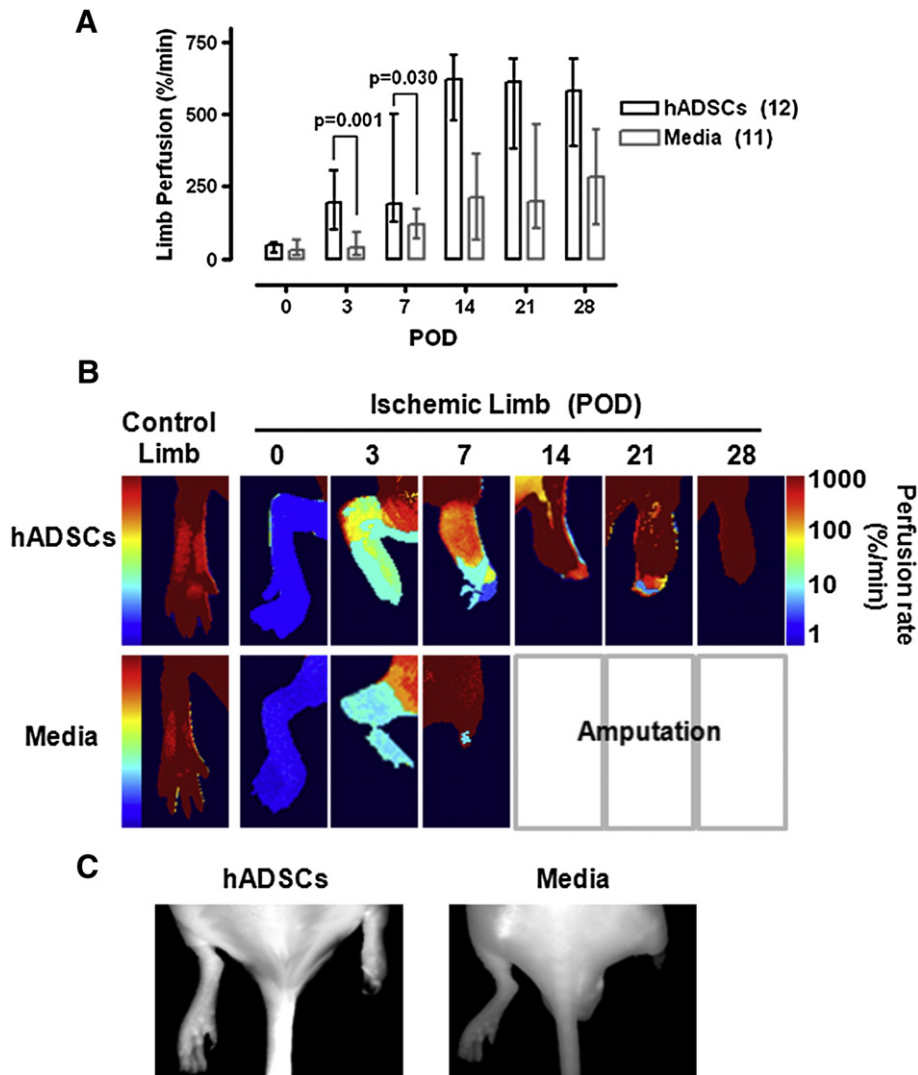 A
Limb Perfusion (%/min)
750
500
250
0
p=0.001
p=0.030
hADSCs (12)
Media (11)
0 3 7 14 21 28
POD
B
Ischemic Limb (POD)
Control
Limb
0 3 7 14 21 28
hADSCs
1000
100
10
1
Perfusion rate
(%/min)
Media
Amputation
C
hADSCs Media